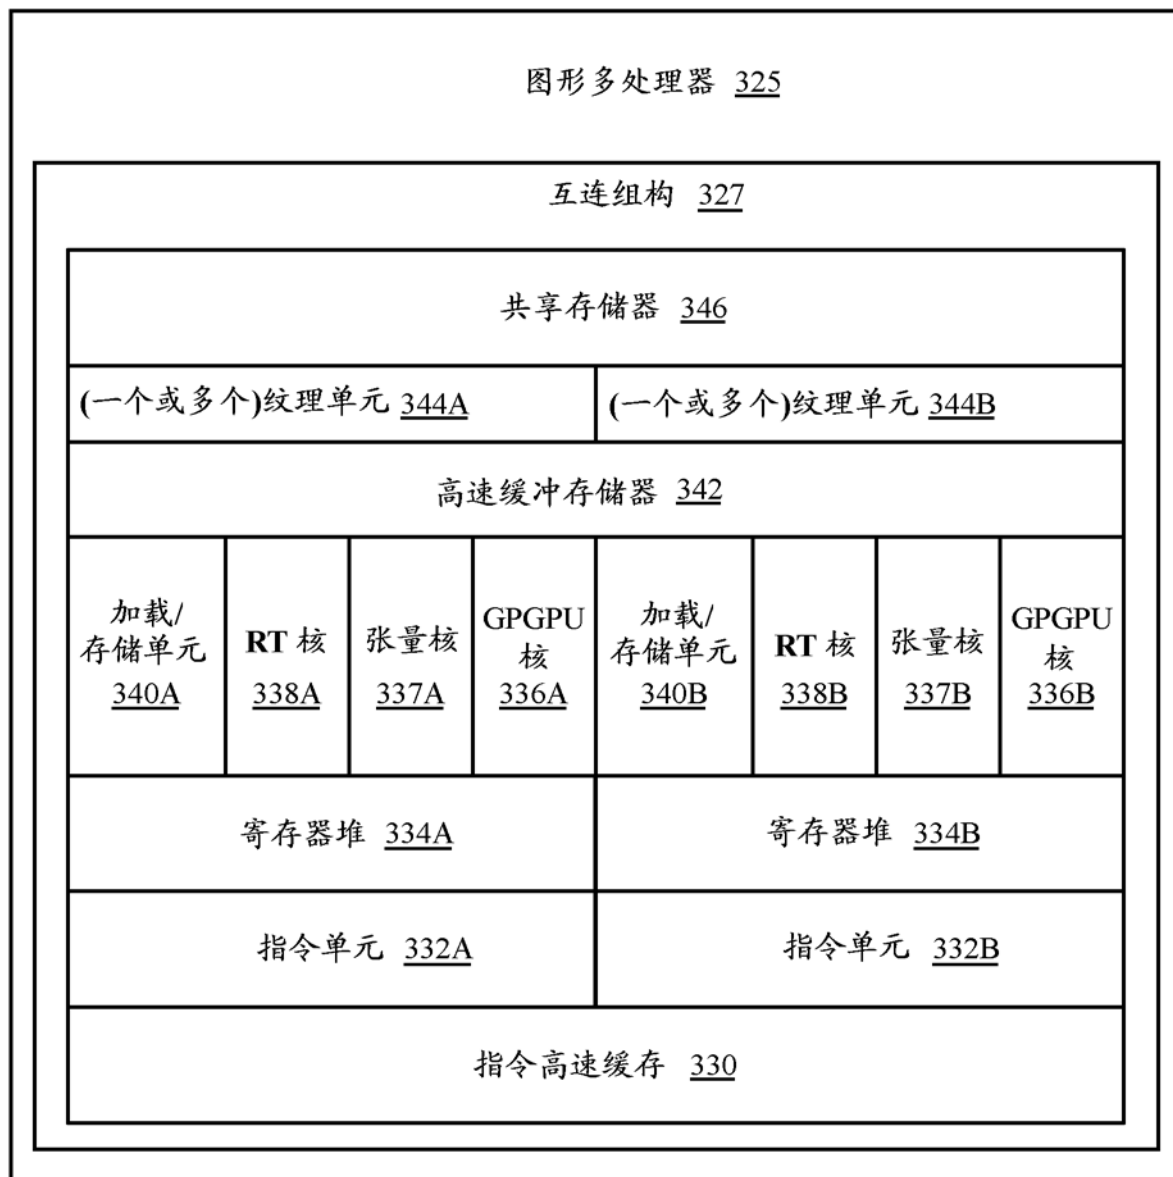 图形多处理器 325
互连组构 327
共享存储器 346
(一个或多个)纹理单元 344A
(一个或多个)纹理单元 344B
高速缓冲存储器 342
加载/
存储单元
340A
RT 核
338A
张量核
337A
GPGPU
核
336A
加载/
存储单元
340B
RT 核
338B
张量核
337B
GPGPU
核
336B
寄存器堆 334A
寄存器堆 334B
指令单元 332A
指令单元 332B
指令高速缓存 330